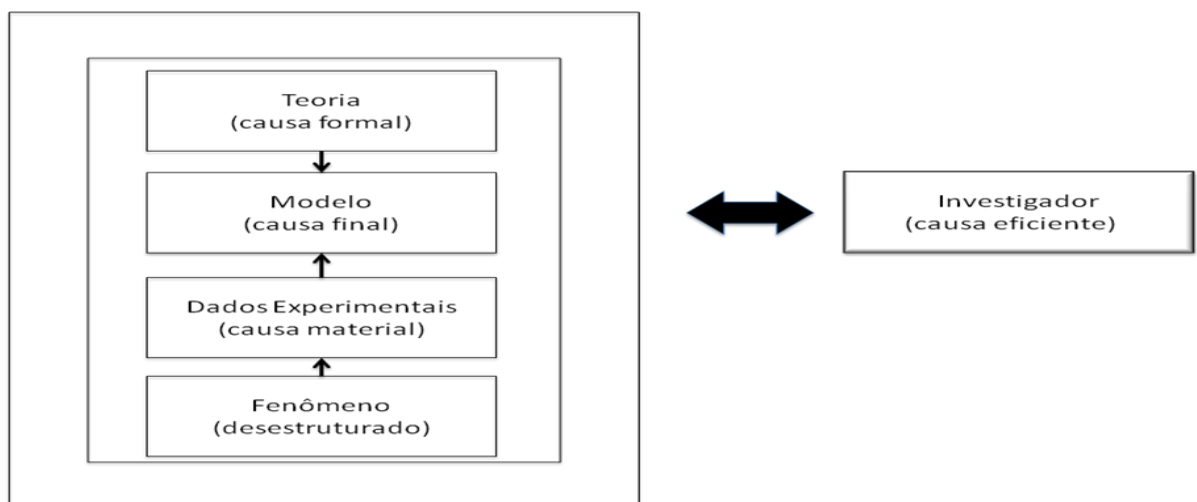 Teoria
(causa formal)
Modelo
(causa final)
Dados Experimentais
(causa material)
Fenômeno
(desestruturado)
Investigador
(causa eficiente)